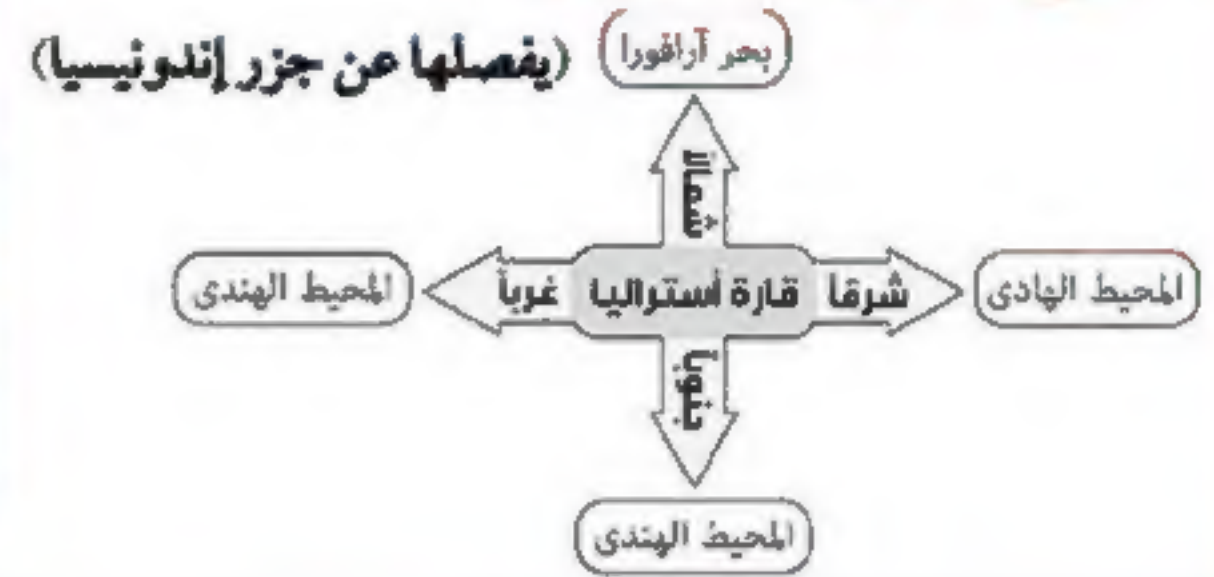 بحر آرافورا (يفصلها عن جزر إندونيسيا)
شمالاً
المحيط الهادى شرقاً قارة أستراليا غرباً المحيط الهندى
جنوباً
المحيط الهندى